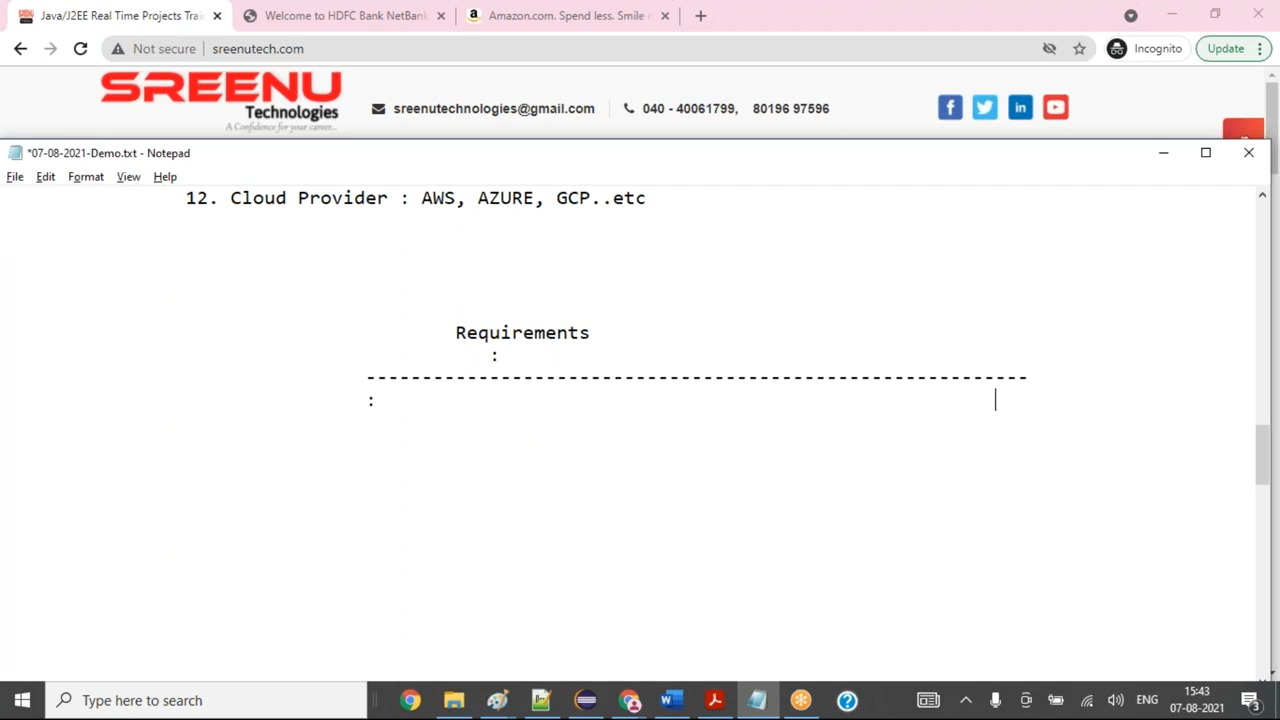 Java/J2EE Real Time Projects Trai
Welcome to HDFC Bank NetBank
Amazon.com. Spend less. Smile m
Not secure
sreenutech.com
Incognito
Update
SREENU
Technologies
A Confidence for your career...
sreenutechnologies@gmail.com
040 - 40061799, 80196 97596
*07-08-2021-Demo.txt - Notepad
File Edit Format View Help
12. Cloud Provider : AWS, AZURE, GCP..etc
Requirements
:
-----------------------------------------------------------
:
Type here to search
ENG
15:43
07-08-2021
3